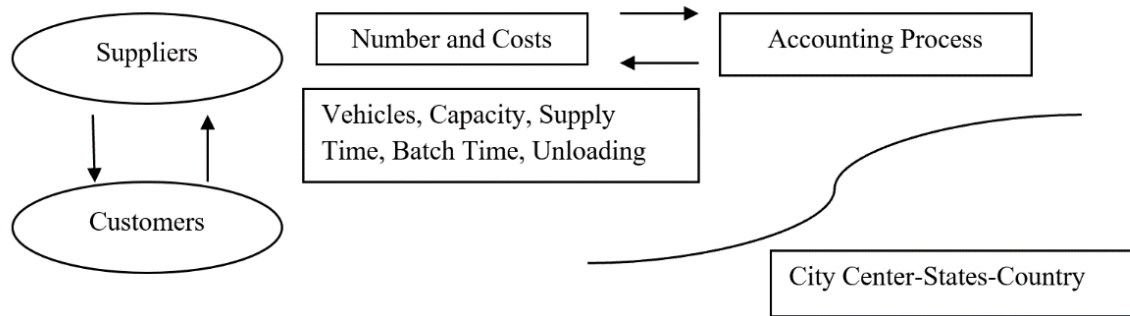 Suppliers
Number and Costs
Accounting Process
Vehicles, Capacity, Supply
Time, Batch Time, Unloading
Customers
City Center-States-Country